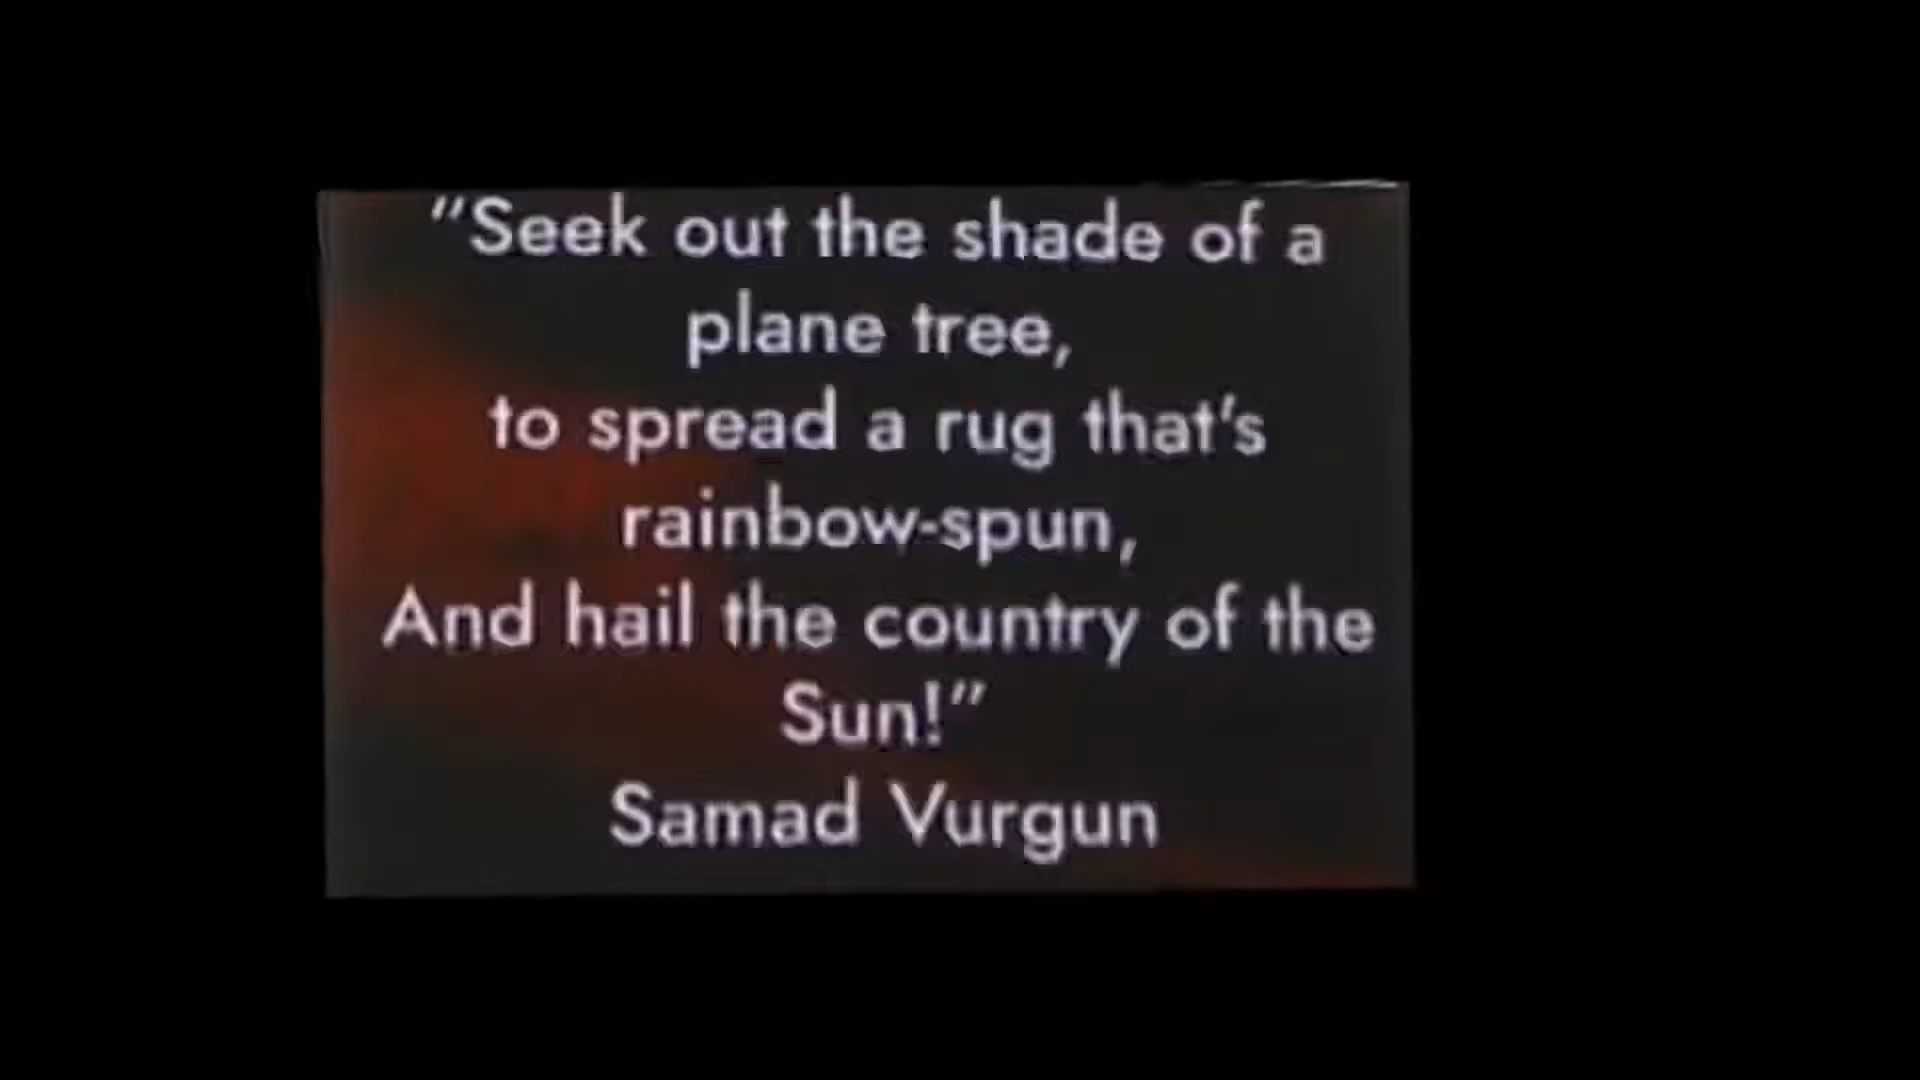 "Seek out the shade of a
plane tree,
to spread a rug that's
rainbow-spun,
And hail the country of the
Sun!"
Samad Vurgun